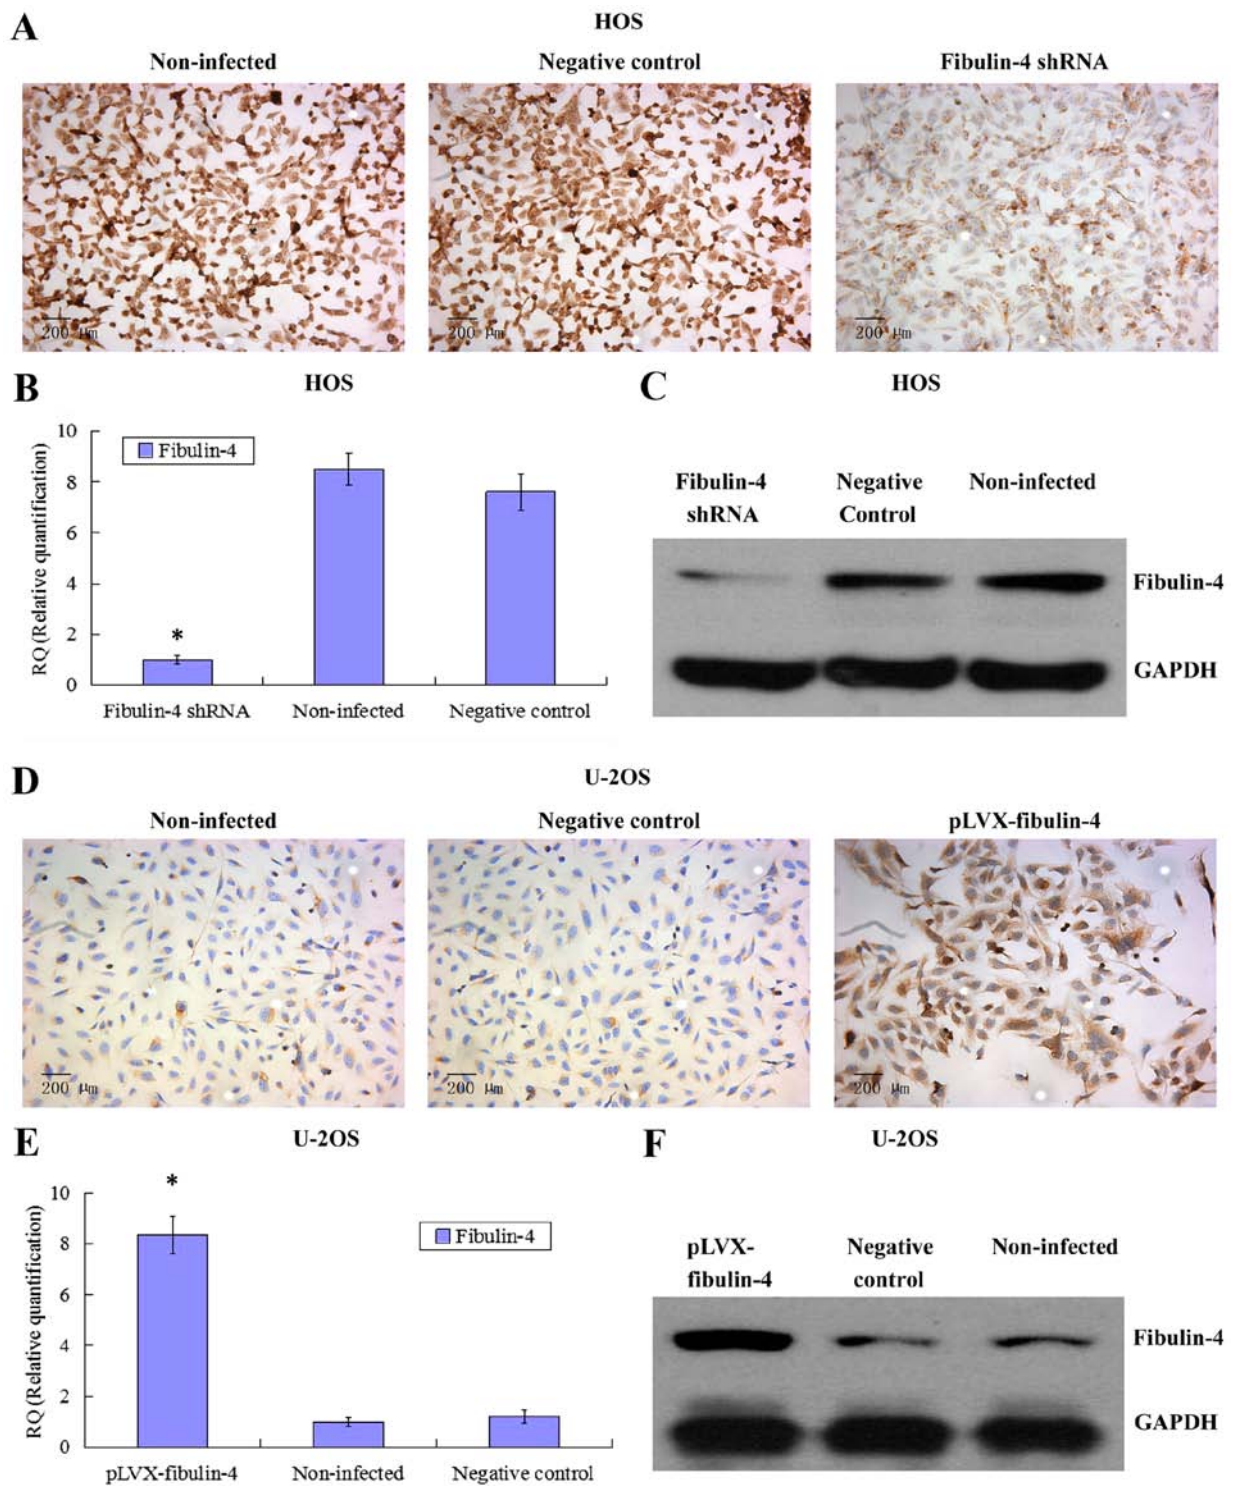 A
HOS
Non-infected
Negative control
Fibulin-4 shRNA
200 μm
200 μm
200 μm
B
HOS
RQ (Relative quantification)
10
8
6
4
2
0
Fibulin-4
*
Fibulin-4 shRNA
Non-infected
Negative control
C
HOS
Fibulin-4
shRNA
Negative
Control
Non-infected
Fibulin-4
GAPDH
D
U-2OS
Non-infected
Negative control
pLVX-fibulin-4
200 μm
200 μm
200 μm
E
U-2OS
RQ (Relative quantification)
10
8
6
4
2
0
*
Fibulin-4
pLVX-fibulin-4
Non-infected
Negative control
F
U-2OS
pLVX-
fibulin-4
Negative
control
Non-infected
Fibulin-4
GAPDH